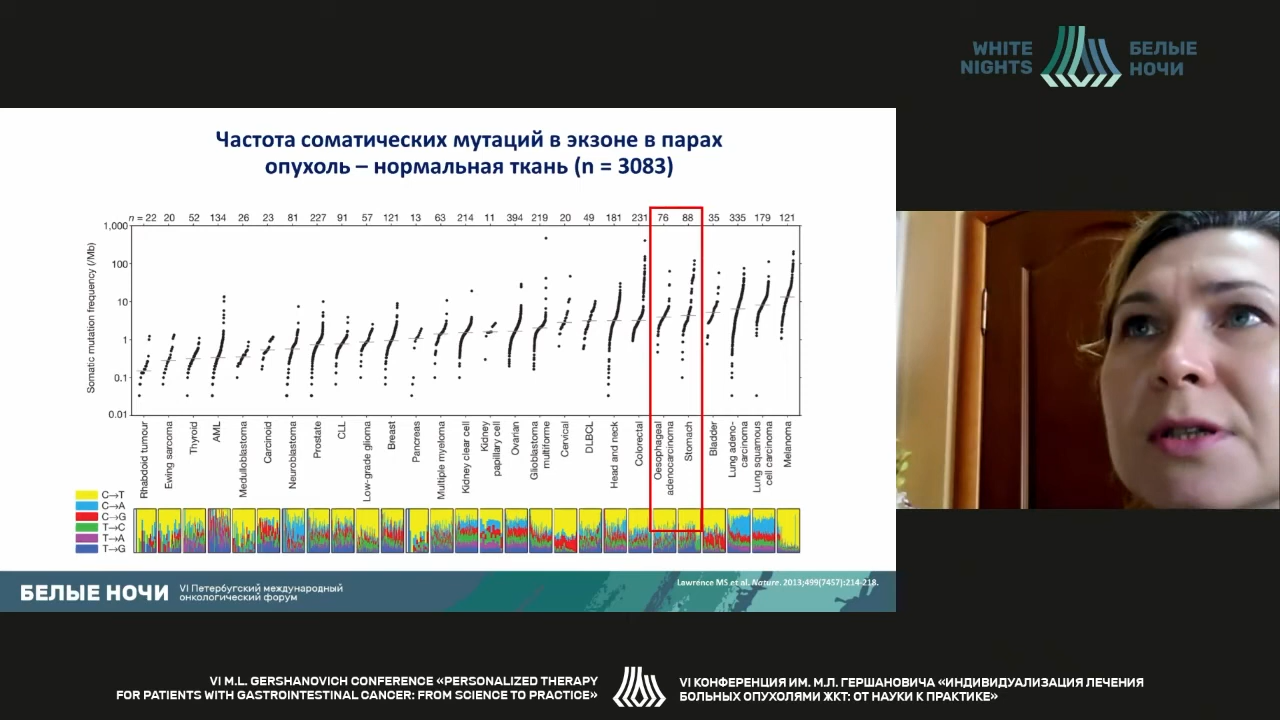 WHITE
NIGHTS
БЕЛЫЕ
НОЧИ
Частота соматических мутаций в экзоне в парах
опухоль – нормальная ткань (n = 3083)
n = 22 20 52 134 26 23 81 227 91 57 121 13 63 214 11 394 219 20 49 181 231 76 88 35 335 179 121
Somatic mutation frequency (/Mb)
1,000
100
10
1
0.1
0.01
Rhabdoid tumour
Ewing sarcoma
Thyroid
AML
Medulloblastoma
Carcinoid
Neuroblastoma
Prostate
CLL
Low-grade glioma
Breast
Pancreas
Multiple myeloma
Kidney clear cell
Kidney
papillary cell
Ovarian
Glioblastoma
multiforme
Cervical
DLBCL
Head and neck
Colorectal
Oesophageal
adenocarcinoma
Stomach
Bladder
Lung adeno-
carcinoma
Lung squamous
cell carcinoma
Melanoma
C→T
C→A
C→G
T→C
T→A
T→G
Lawrence MS et al. Nature. 2013;499(7457):214-218.
БЕЛЫЕ НОЧИ
VI Петербургский международный
онкологический форум
VI M.L. GERSHANOVICH CONFERENCE «PERSONALIZED THERAPY
FOR PATIENTS WITH GASTROINTESTINAL CANCER: FROM SCIENCE TO PRACTICE»
VI КОНФЕРЕНЦИЯ ИМ. М.Л. ГЕРШАНОВИЧА «ИНДИВИДУАЛИЗАЦИЯ ЛЕЧЕНИЯ
БОЛЬНЫХ ОПУХОЛЯМИ ЖКТ: ОТ НАУКИ К ПРАКТИКЕ»